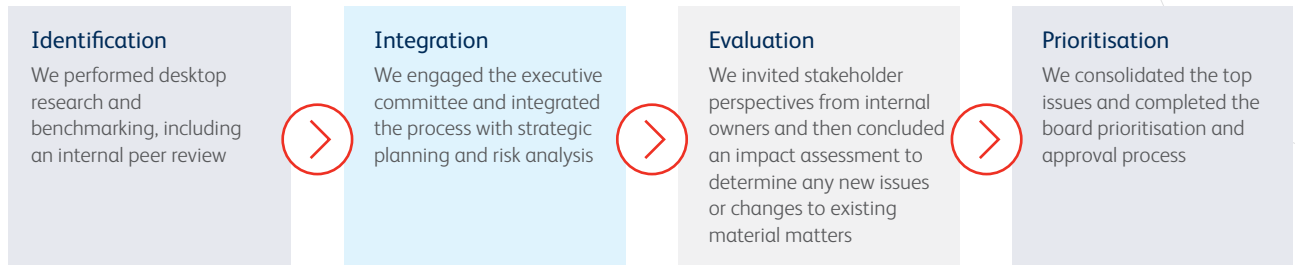 Identification
We performed desktop
research and
benchmarking, including
an internal peer review
Integration
We engaged the executive
committee and integrated
the process with strategic
planning and risk analysis
Evaluation
We invited stakeholder
perspectives from internal
owners and then concluded
an impact assessment to
determine any new issues
or changes to existing
material matters
Prioritisation
We consolidated the top
issues and completed the
board prioritisation and
approval process